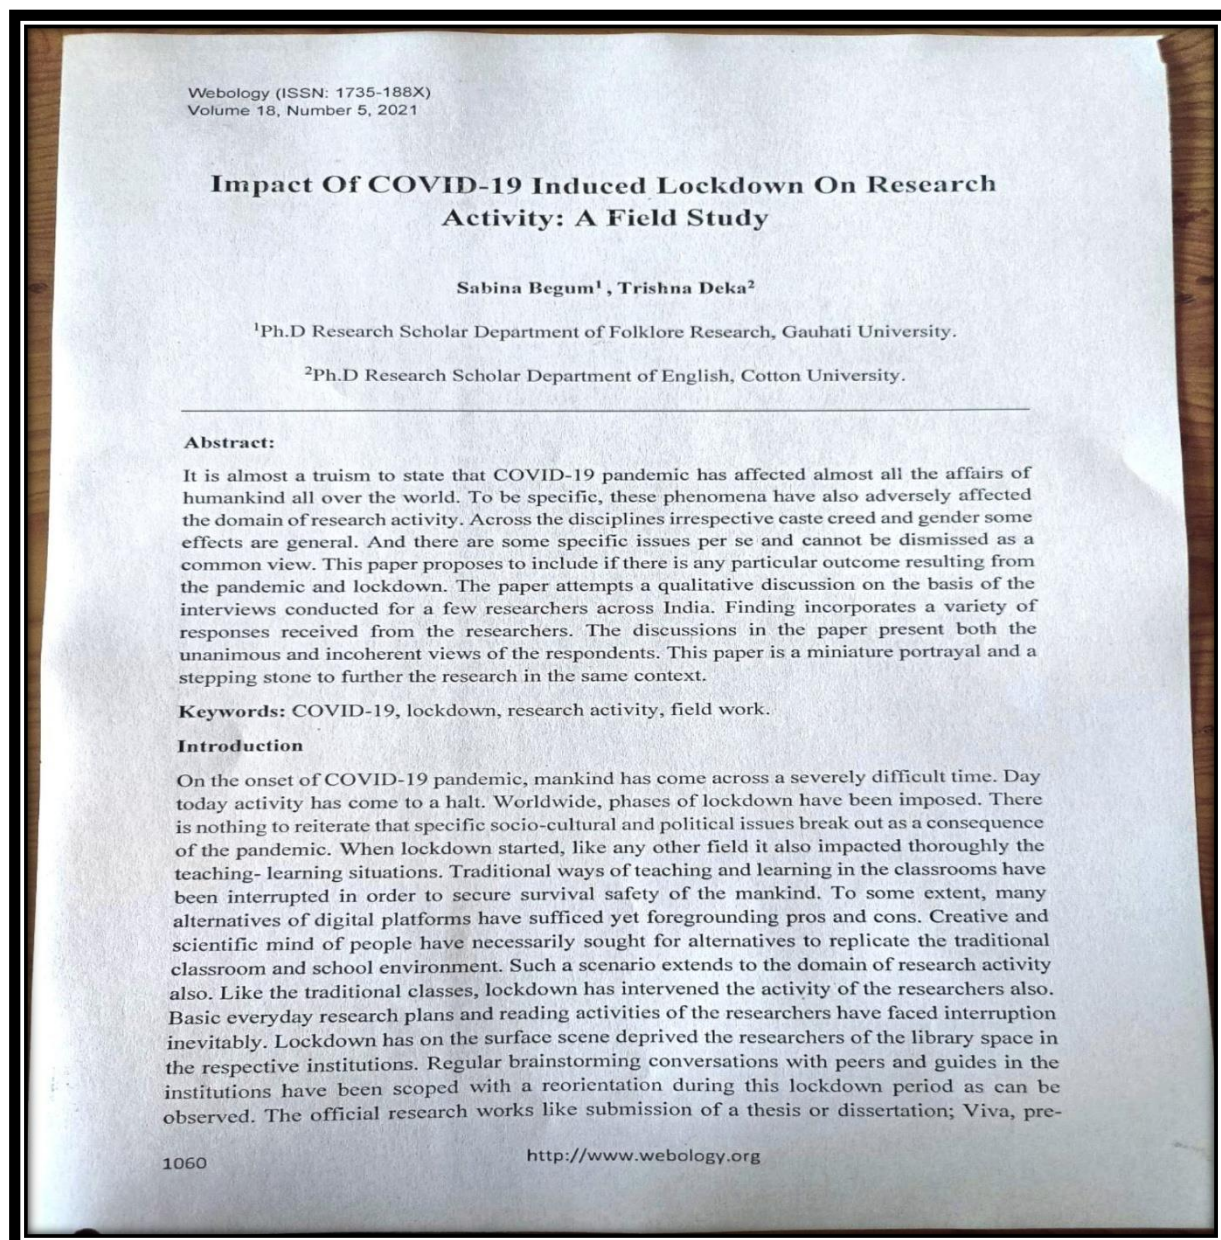 Webology (ISSN: 1735-188X)
Volume 18, Number 5, 2021
Impact Of COVID-19 Induced Lockdown On Research
Activity: A Field Study
Sabina Begum¹ , Trishna Deka²
¹Ph.D Research Scholar Department of Folklore Research, Gauhati University.
²Ph.D Research Scholar Department of English, Cotton University.
Abstract:
It is almost a truism to state that COVID-19 pandemic has affected almost all the affairs of
humankind all over the world. To be specific, these phenomena have also adversely affected
the domain of research activity. Across the disciplines irrespective caste creed and gender some
effects are general. And there are some specific issues per se and cannot be dismissed as a
common view. This paper proposes to include if there is any particular outcome resulting from
the pandemic and lockdown. The paper attempts a qualitative discussion on the basis of the
interviews conducted for a few researchers across India. Finding incorporates a variety of
responses received from the researchers. The discussions in the paper present both the
unanimous and incoherent views of the respondents. This paper is a miniature portrayal and a
stepping stone to further the research in the same context.
Keywords: COVID-19, lockdown, research activity, field work.
Introduction
On the onset of COVID-19 pandemic, mankind has come across a severely difficult time. Day
today activity has come to a halt. Worldwide, phases of lockdown have been imposed. There
is nothing to reiterate that specific socio-cultural and political issues break out as a consequence
of the pandemic. When lockdown started, like any other field it also impacted thoroughly the
teaching- learning situations. Traditional ways of teaching and learning in the classrooms have
been interrupted in order to secure survival safety of the mankind. To some extent, many
alternatives of digital platforms have sufficed yet foregrounding pros and cons. Creative and
scientific mind of people have necessarily sought for alternatives to replicate the traditional
classroom and school environment. Such a scenario extends to the domain of research activity
also. Like the traditional classes, lockdown has intervened the activity of the researchers also.
Basic everyday research plans and reading activities of the researchers have faced interruption
inevitably. Lockdown has on the surface scene deprived the researchers of the library space in
the respective institutions. Regular brainstorming conversations with peers and guides in the
institutions have been scoped with a reorientation during this lockdown period as can be
observed. The official research works like submission of a thesis or dissertation; Viva, pre-
1060
http://www.webology.org